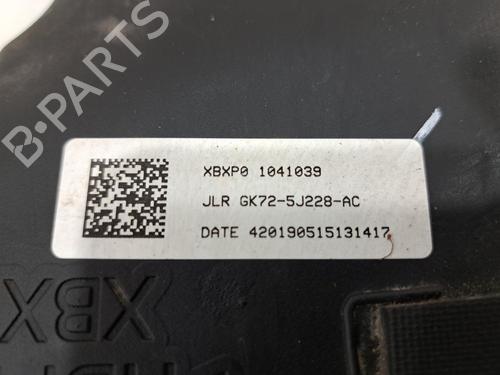 B-PARTS
XBXP0 1041039
JLR GK72-5J228-AC
DATE 420190515131417
XBX